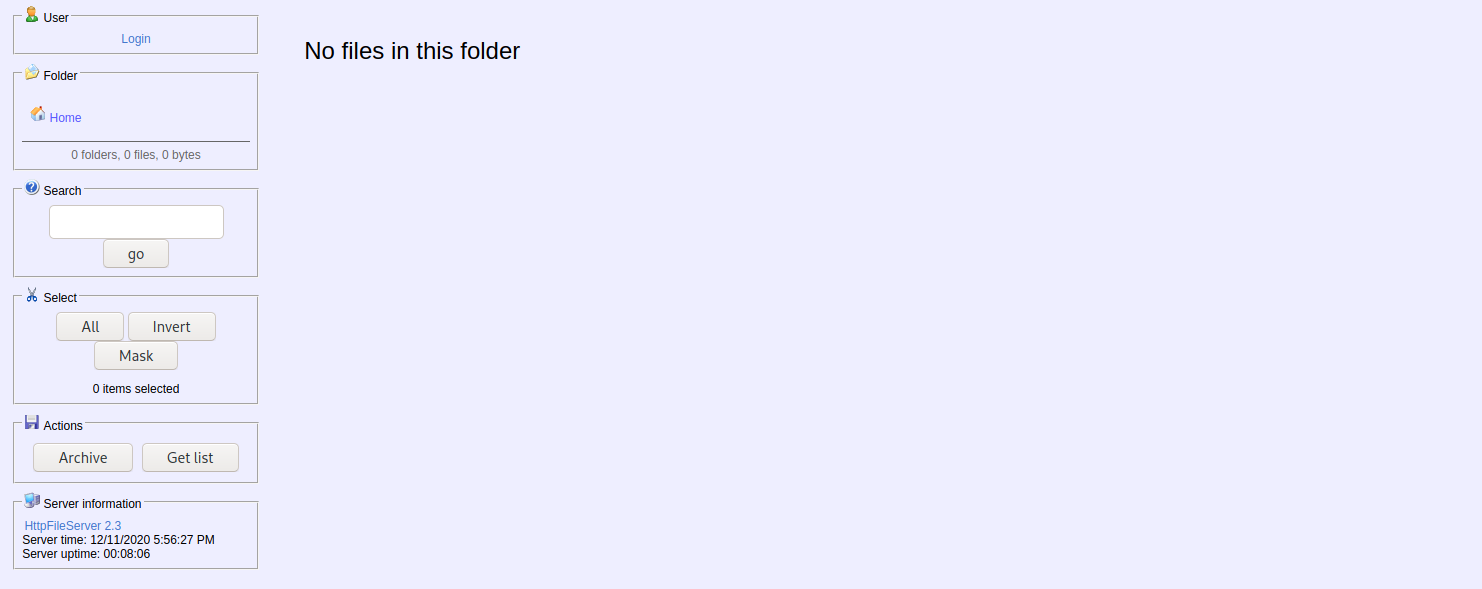 User
Login
Folder
Home
0 folders, 0 files, 0 bytes
Search
go
Select
All Invert
Mask
0 items selected
Actions
Archive Get list
Server information
HttpFileServer 2.3
Server time: 12/11/2020 5:56:27 PM
Server uptime: 00:08:06
No files in this folder